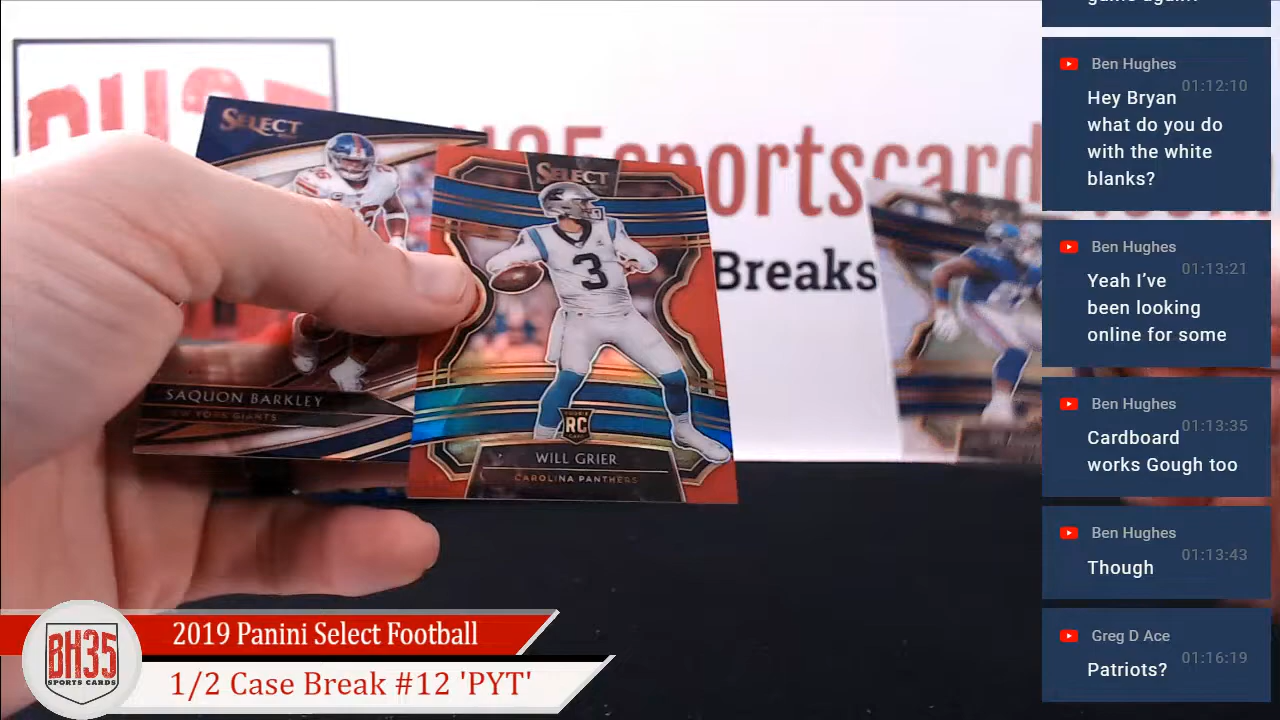 BH35
BH35sportscards.com
Breaks
SELECT
SAQUON BARKLEY
NEW YORK GIANTS
SELECT
3
RC
WILL GRIER
CAROLINA PANTHERS
BH35
SPORTS CARDS
2019 Panini Select Football
1/2 Case Break #12 'PYT'
Ben Hughes
01:12:10
Hey Bryan
what do you do
with the white
blanks?
Ben Hughes
01:13:21
Yeah I've
been looking
online for some
Ben Hughes
01:13:35
Cardboard
works Gough too
Ben Hughes
01:13:43
Though
Greg D Ace
01:16:19
Patriots?